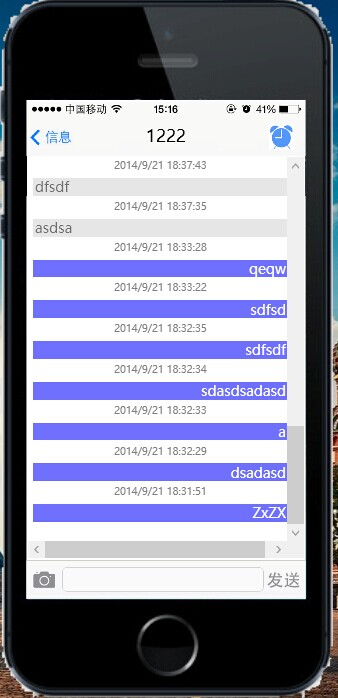 中国移动 15:16 41%
信息 1222
2014/9/21 18:37:43
dfsdf
2014/9/21 18:37:35
asdsa
2014/9/21 18:33:28
qeqw
2014/9/21 18:33:22
sdfsd
2014/9/21 18:32:35
sdfsdf
2014/9/21 18:32:34
sdasdsadasd
2014/9/21 18:32:33
a
2014/9/21 18:32:29
dsadasd
2014/9/21 18:31:51
ZxZX
发送